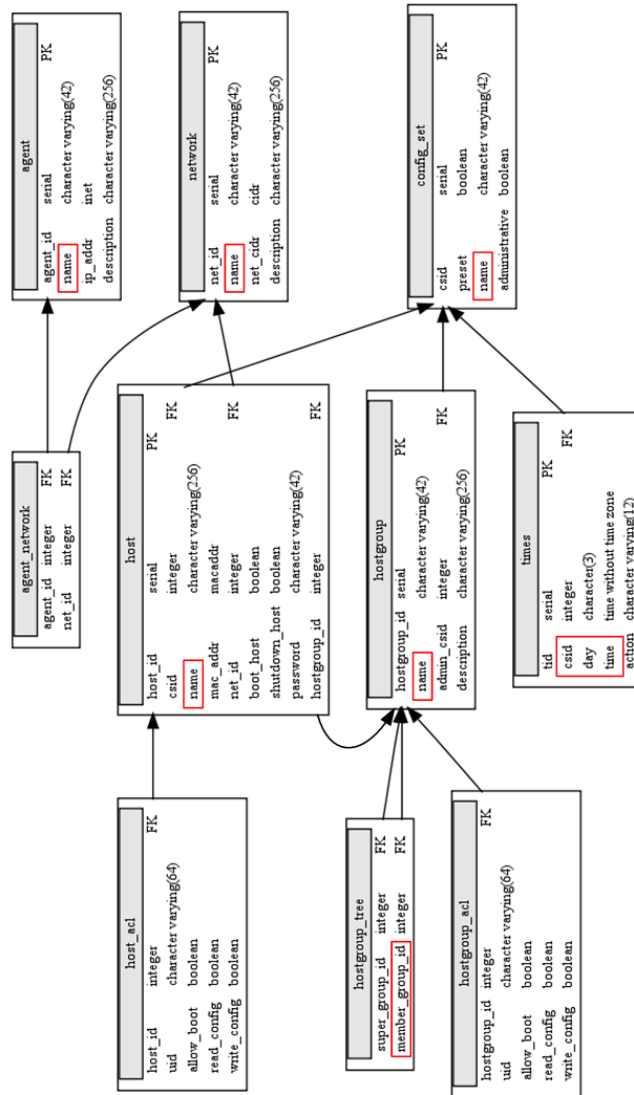 agent
agent_id serial PK
name character varying(42)
ip_addr inet
description character varying(256)
network
net_id serial PK
name character varying(42)
net_cidr cidr
description character varying(256)
config_set
csid serial PK
preset boolean
name character varying(42)
administrative boolean
agent_network
agent_id integer FK
net_id integer FK
host
host_id serial PK
csid integer FK
name character varying(256)
mac_addr macaddr
net_id integer FK
boot_host boolean
shutdown_host boolean
password character varying(42)
hostgroup_id integer FK
hostgroup
hostgroup_id serial PK
name character varying(42)
admin_csid integer FK
description character varying(256)
times
tid serial PK
csid integer FK
day character(3)
time time without time zone
action character varying(12)
host_acl
host_id integer FK
uid character varying(64)
allow_boot boolean
read_config boolean
write_config boolean
hostgroup_tree
super_group_id integer FK
member_group_id integer FK
hostgroup_acl
hostgroup_id integer FK
uid character varying(64)
allow_boot boolean
read_config boolean
write_config boolean